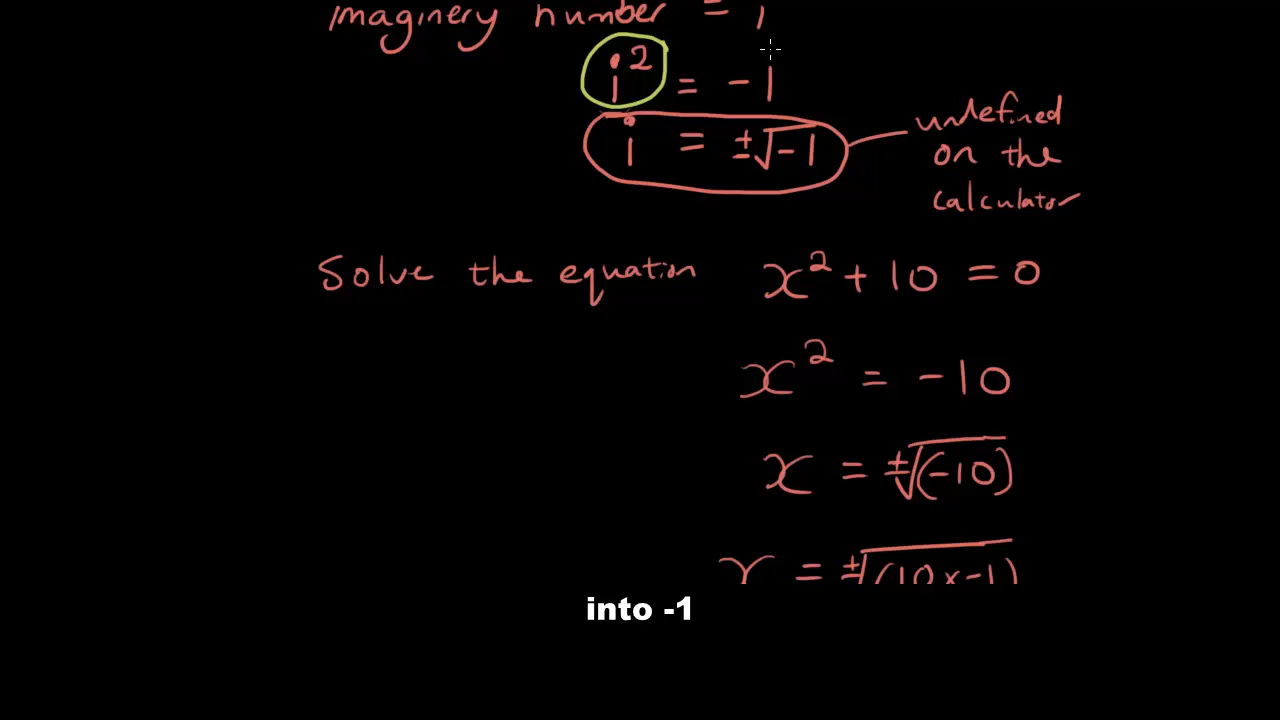 imaginery number = i
i² = -1
i = ±√-1
undefined
on the
calculator
Solve the equation x² + 10 = 0
x² = -10
x = ±√(-10)
x = ±√(10x-1)
into -1